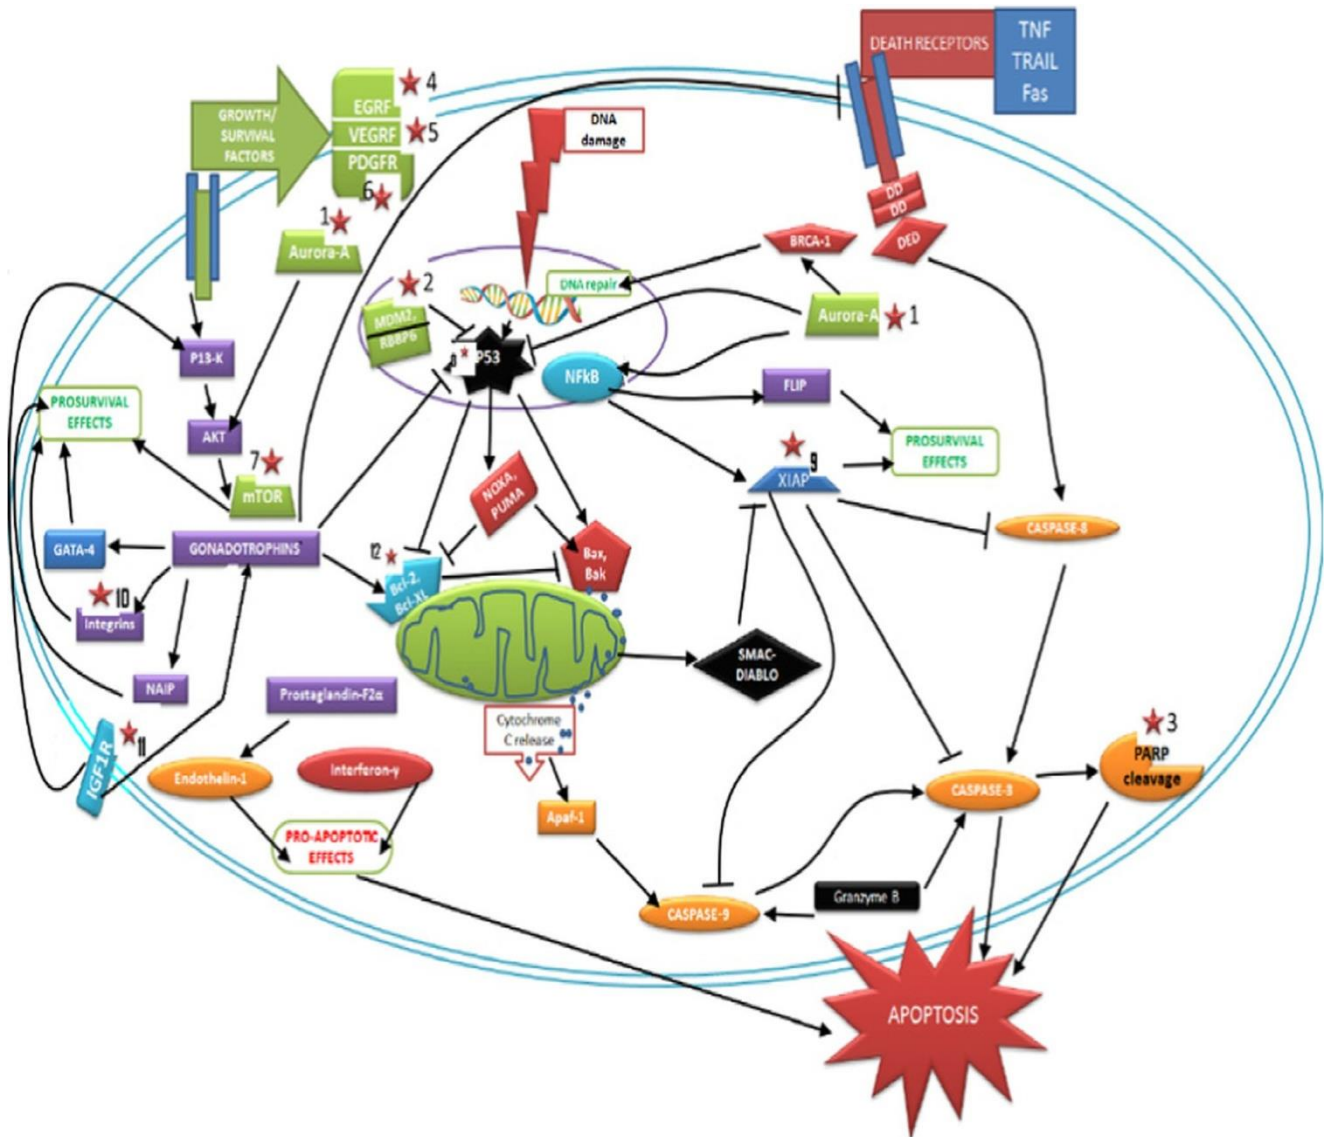 DEATH RECEPTORS
TNF
TRAIL
Fas
GROWTH/
SURVIVAL
FACTORS
EGRF
4
VEGRF
5
PDGFR
6
DNA
damage
1
Aurora-A
DD
DD
DED
BRCA-1
2
DNA repair
MDM2,
RBBP6
P53
Aurora-A
1
P13-K
NFkB
FLIP
PROSURVIVAL
EFFECTS
AKT
7
mTOR
PROSURVIVAL
EFFECTS
9
XIAP
NOXA,
PUMA
CASPASE-8
GATA-4
GONADOTROPHINS
12
Bcl-2,
Bcl-XL
Bax,
Bak
10
Integrins
SMAC-
DIABLO
NAIP
Prostaglandin-F2α
Cytochrome
C release
IGF1R
11
Endothelin-1
Interferon-γ
3
PARP
cleavage
CASPASE-3
Apaf-1
PRO-APOPTOTIC
EFFECTS
Granzyme B
CASPASE-9
APOPTOSIS